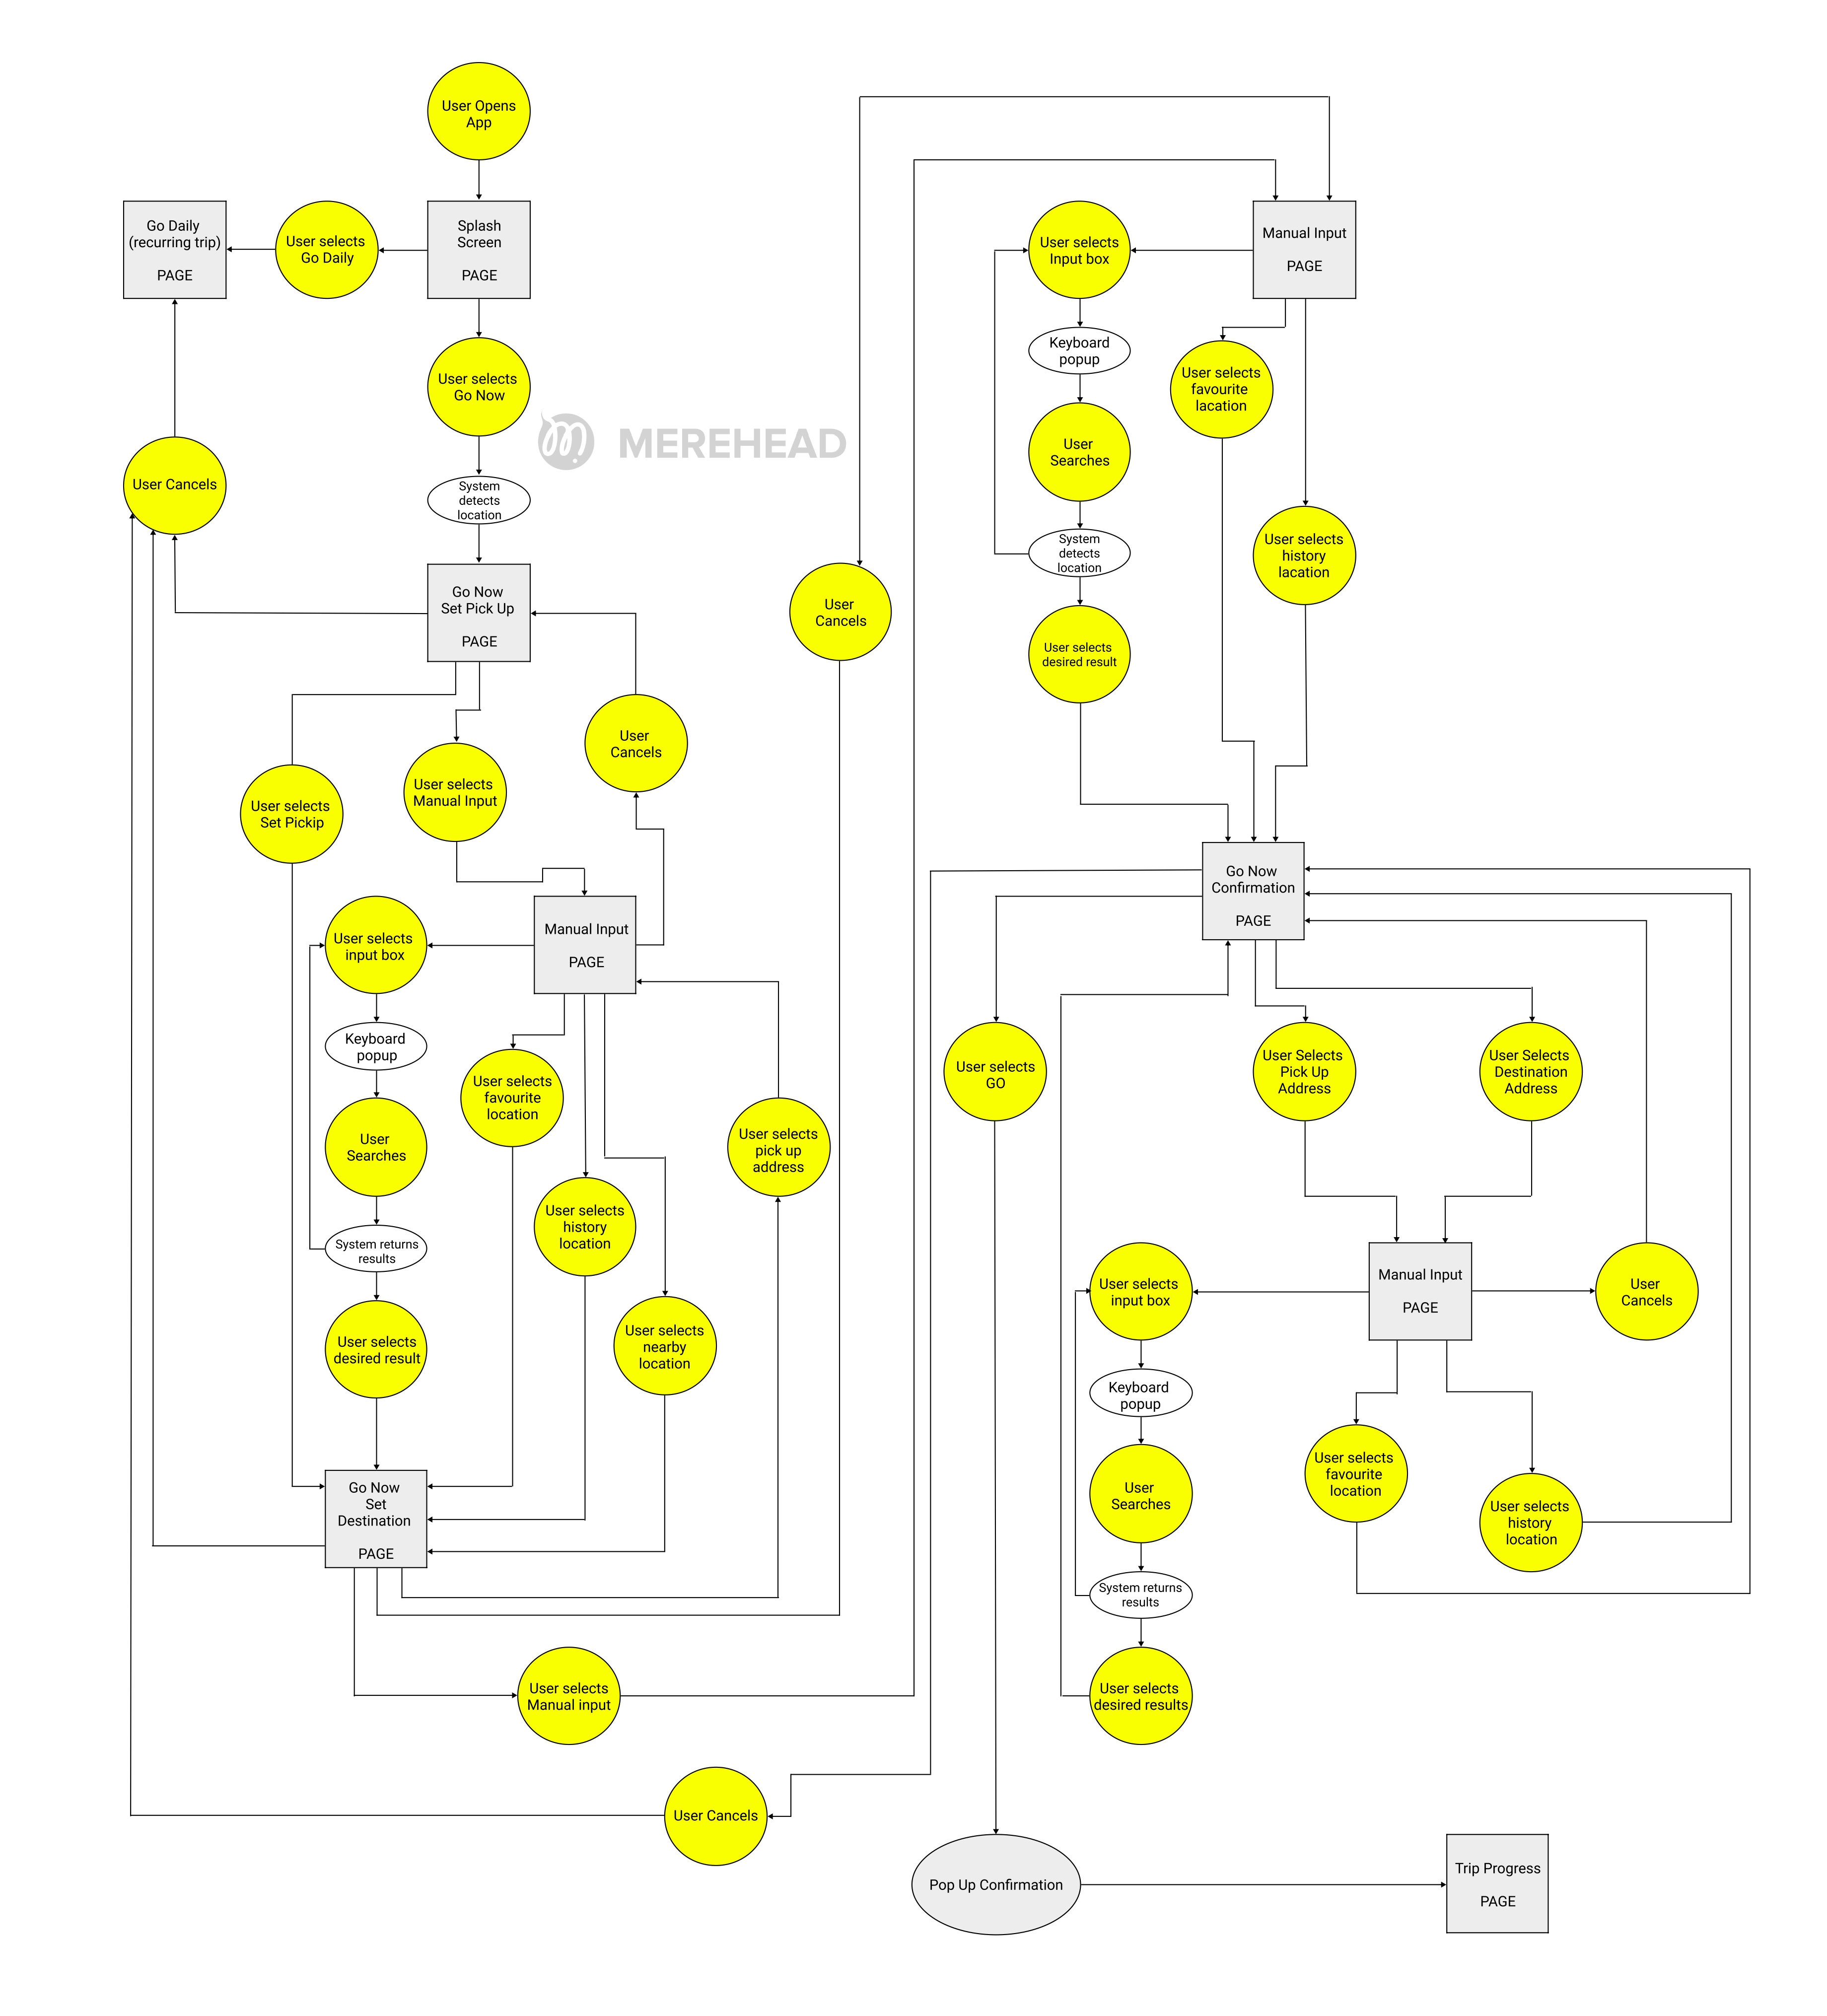 User Opens
App
Go Daily
(recurring trip)
PAGE
User selects
Go Daily
Splash
Screen
PAGE
User selects
Go Now
MEREHEAD
User Cancels
System
detects
location
Go Now
Set Pick Up
PAGE
User
Cancels
User selects
Manual Input
User selects
Set Pickip
Manual Input
PAGE
User selects
input box
Keyboard
popup
User
Searches
System returns
results
User selects
desired result
User selects
favourite
location
User selects
history
location
User selects
nearby
location
User selects
pick up
address
Go Now
Set
Destination
PAGE
User selects
Manual input
User Cancels
User
Cancels
Manual Input
PAGE
User selects
Input box
Keyboard
popup
User
Searches
System
detects
location
User selects
desired result
User selects
favourite
lacation
User selects
history
lacation
Go Now
Confirmation
PAGE
User selects
GO
User Selects
Pick Up
Address
User Selects
Destination
Address
Manual Input
PAGE
User
Cancels
User selects
input box
Keyboard
popup
User
Searches
System returns
results
User selects
desired results
User selects
favourite
location
User selects
history
location
Pop Up Confirmation
Trip Progress
PAGE